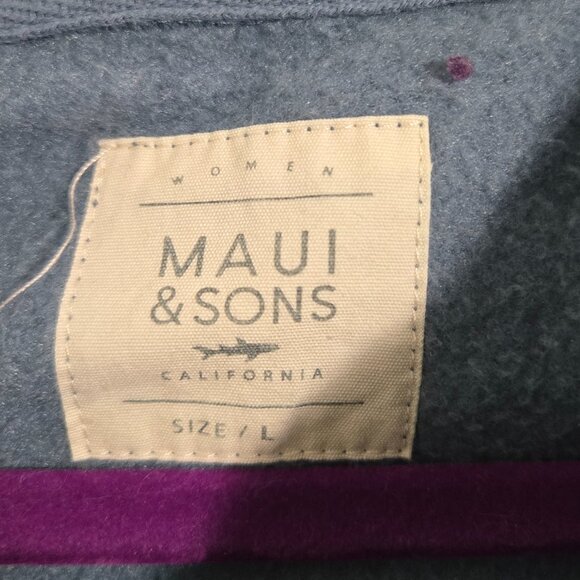 WOMEN
MAUI
& SONS
CALIFORNIA
SIZE / L